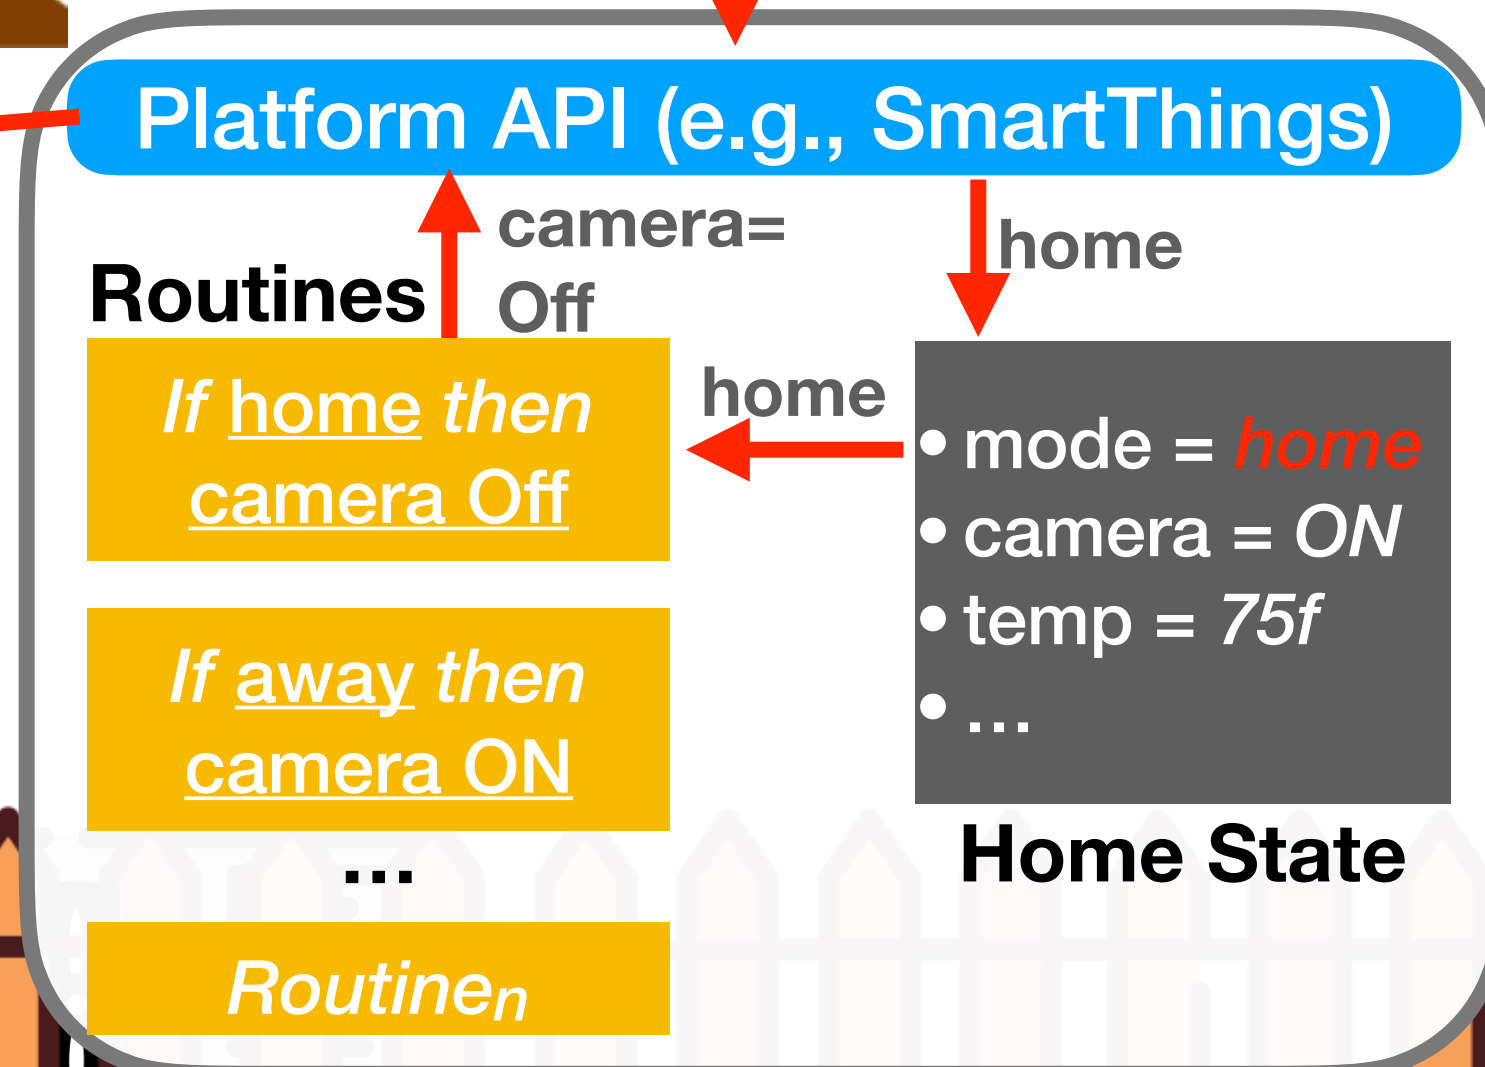 Platform API (e.g., SmartThings)
camera=
Off
home
Routines
If home then
camera Off
home
• mode = home
• camera = ON
• temp = 75f
• ...
If away then
camera ON
...
Home State
Routineₙ